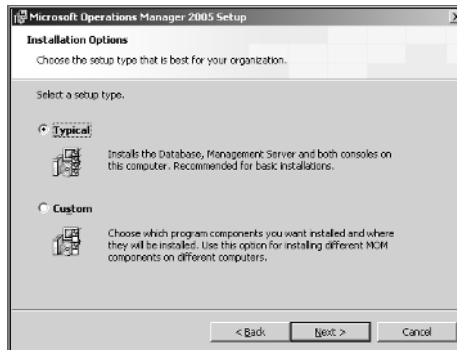 Microsoft Operations Manager 2005 Setup
Installation Options
Choose the setup type that is best for your organization.
Select a setup type.
Typical
Installs the Database, Management Server and both consoles on
this computer. Recommended for basic installations.
Custom
Choose which program components you want installed and where
they will be installed. Use this option for installing different MOM
components on different computers.
< Back
Next >
Cancel